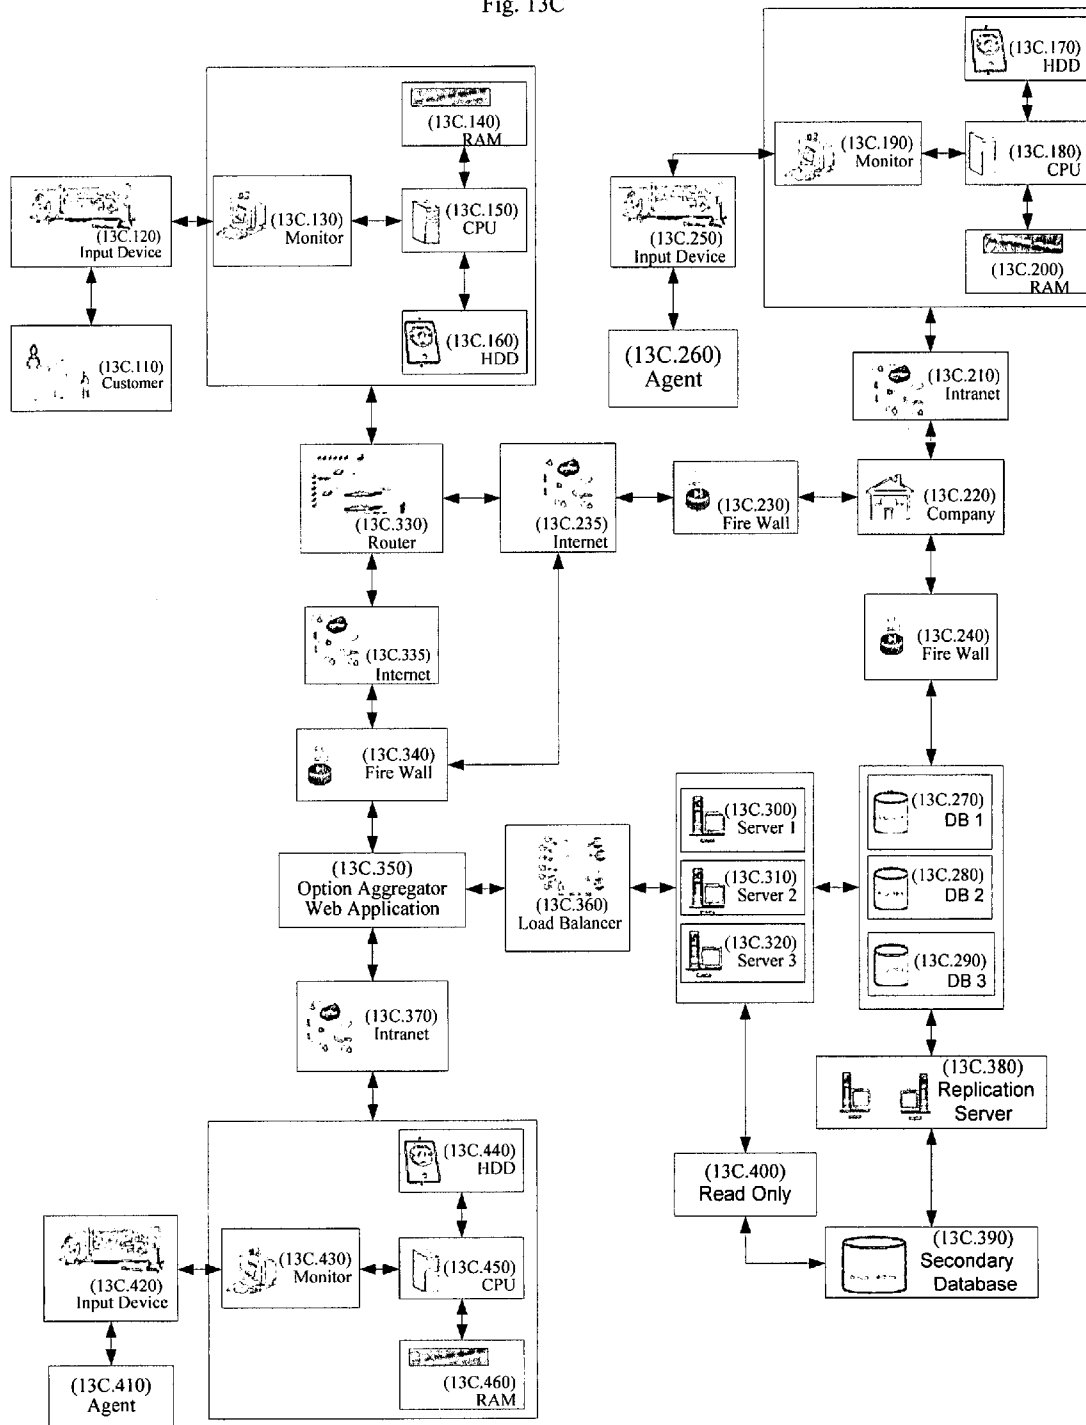 Fig. 13C
(13C.170)
HDD
(13C.140)
RAM
(13C.190)
Monitor
(13C.180)
CPU
(13C.120)
Input Device
(13C.130)
Monitor
(13C.150)
CPU
(13C.250)
Input Device
(13C.200)
RAM
(13C.110)
Customer
(13C.160)
HDD
(13C.260)
Agent
(13C.210)
Intranet
(13C.330)
Router
(13C.235)
Internet
(13C.230)
Fire Wall
(13C.220)
Company
(13C.335)
Internet
(13C.240)
Fire Wall
(13C.340)
Fire Wall
(13C.300)
Server 1
(13C.270)
DB 1
(13C.350)
Option Aggregator
Web Application
(13C.360)
Load Balancer
(13C.310)
Server 2
(13C.280)
DB 2
(13C.320)
Server 3
(13C.290)
DB 3
(13C.370)
Intranet
(13C.380)
Replication
Server
(13C.440)
HDD
(13C.400)
Read Only
(13C.420)
Input Device
(13C.430)
Monitor
(13C.450)
CPU
(13C.390)
Secondary
Database
(13C.410)
Agent
(13C.460)
RAM